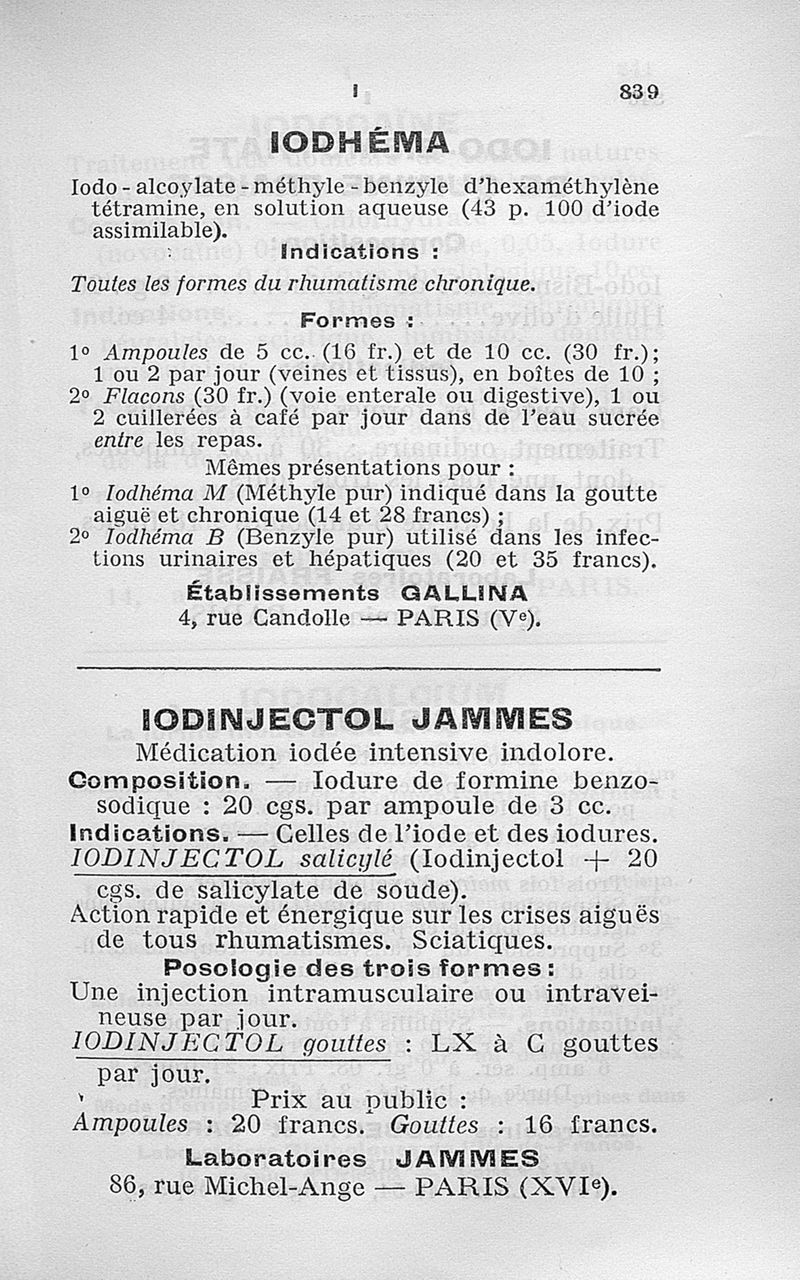 I 839
IODHÉMA
Iodo - alcoylate - méthyle - benzyle d'hexaméthylène
tétramine, en solution aqueuse (43 p. 100 d'iode
assimilable).
Indications :
Toutes les formes du rhumatisme chronique.
Formes :
1° Ampoules de 5 cc. (16 fr.) et de 10 cc. (30 fr.);
1 ou 2 par jour (veines et tissus), en boîtes de 10 ;
2° Flacons (30 fr.) (voie enterale ou digestive), 1 ou
2 cuillerées à café par jour dans de l'eau sucrée
entre les repas.
Mêmes présentations pour :
1° Iodhéma M (Méthyle pur) indiqué dans la goutte
aiguë et chronique (14 et 28 francs) ;
2° Iodhéma B (Benzyle pur) utilisé dans les infec-
tions urinaires et hépatiques (20 et 35 francs).
Établissements GALLINA
4, rue Candolle — PARIS (Ve).
IODINJECTOL JAMMES
Médication iodée intensive indolore.
Composition. — Iodure de formine benzo-
sodique : 20 cgs. par ampoule de 3 cc.
Indications. — Celles de l'iode et des iodures.
IODINJECTOL salicylé (Iodinjectol + 20
cgs. de salicylate de soude).
Action rapide et énergique sur les crises aiguës
de tous rhumatismes. Sciatiques.
Posologie des trois formes :
Une injection intramusculaire ou intravei-
neuse par jour.
IODINJECTOL gouttes : LX à C gouttes
par jour.
Prix au public :
Ampoules : 20 francs. Gouttes : 16 francs.
Laboratoires JAMMES
86, rue Michel-Ange — PARIS (XVIe).